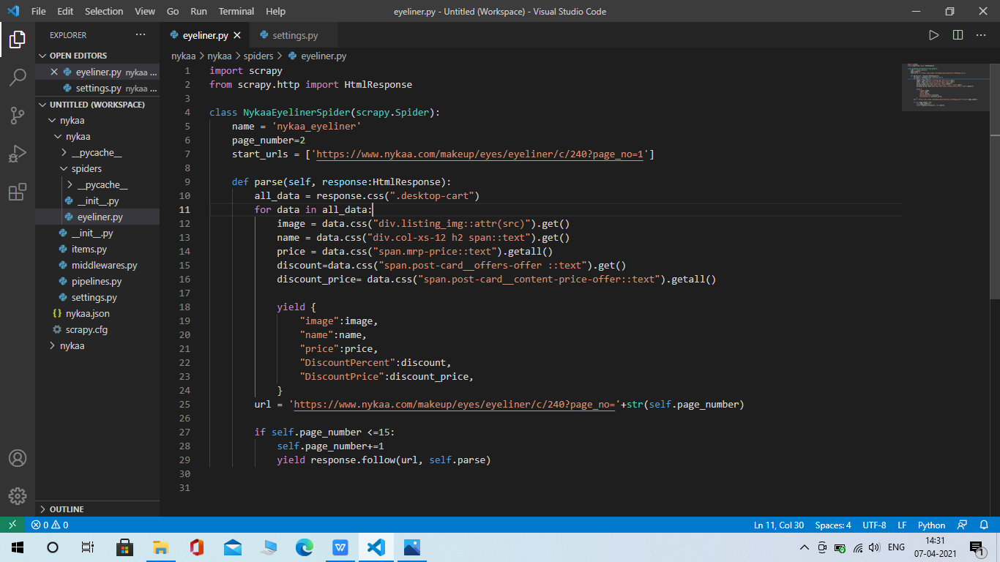 File Edit Selection View Go Run Terminal Help eyeliner.py - Untitled (Workspace) - Visual Studio Code
EXPLORER ···
OPEN EDITORS
eyeliner.py nykaa ...
settings.py nykaa ...
UNTITLED (WORKSPACE)
nykaa
nykaa
__pycache__
spiders
__pycache__
__init__.py
eyeliner.py
__init__.py
items.py
middlewares.py
pipelines.py
settings.py
{} nykaa.json
scrapy.cfg
nykaa
OUTLINE
eyeliner.py settings.py
nykaa > nykaa > spiders > eyeliner.py
1 import scrapy
2 from scrapy.http import HtmlResponse
3
4 class NykaaEyelinerSpider(scrapy.Spider):
5     name = 'nykaa_eyeliner'
6     page_number=2
7     start_urls = ['https://www.nykaa.com/makeup/eyes/eyeliner/c/240?page_no=1']
8
9     def parse(self, response:HtmlResponse):
10         all_data = response.css(".desktop-cart")
11         for data in all_data:
12             image = data.css("div.listing_img::attr(src)").get()
13             name = data.css("div.col-xs-12 h2 span::text").get()
14             price = data.css("span.mrp-price::text").getall()
15             discount=data.css("span.post-card__offers-offer ::text").get()
16             discount_price= data.css("span.post-card__content-price-offer::text").getall()
17
18             yield {
19                 "image":image,
20                 "name":name,
21                 "price":price,
22                 "DiscountPercent":discount,
23                 "DiscountPrice":discount_price,
24             }
25         url = 'https://www.nykaa.com/makeup/eyes/eyeliner/c/240?page_no='+str(self.page_number)
26
27         if self.page_number <=15:
28             self.page_number+=1
29             yield response.follow(url, self.parse)
30
31
0 0 Ln 11, Col 30 Spaces: 4 UTF-8 LF Python
W ENG 14:31
07-04-2021 1